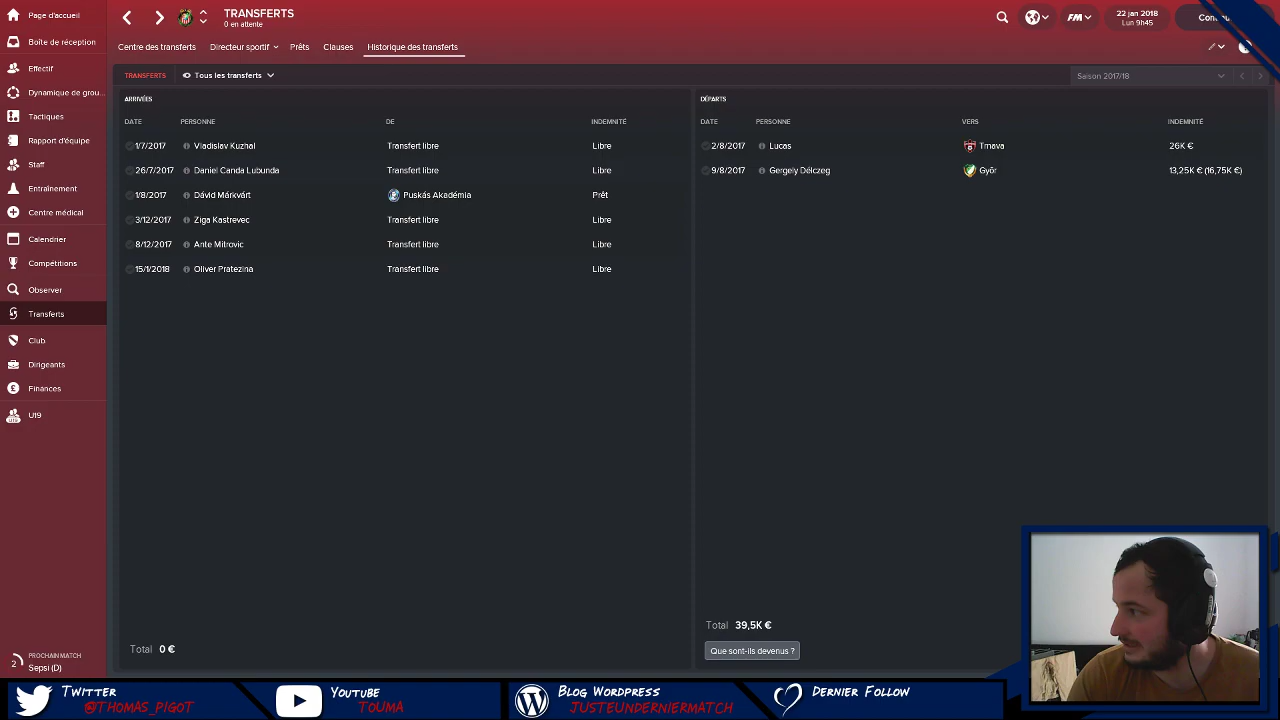 Page d'accueil
Boîte de réception
Effectif
Dynamique de grou...
Tactiques
Rapport d'équipe
Staff
Entraînement
Centre médical
Calendrier
Compétitions
Observer
Transferts
Club
Dirigeants
Finances
U19
2
PROCHAIN MATCH
Sepsi (D)
TRANSFERTS
0 en attente
FM
22 jan 2018
Lun 9h45
Centre des transferts
Directeur sportif
Prêts
Clauses
Historique des transferts
TRANSFERTS
Tous les transferts
Saison 2017/18
ARRIVÉES
DATE PERSONNE DE INDEMNITÉ
1/7/2017 Vladislav Kuzhal Transfert libre Libre
26/7/2017 Daniel Canda Lubunda Transfert libre Libre
1/8/2017 Dávid Márkvárt Puskás Akadémia Prêt
3/12/2017 Ziga Kastrevec Transfert libre Libre
8/12/2017 Ante Mitrovic Transfert libre Libre
15/1/2018 Oliver Pratezina Transfert libre Libre
Total 0 €
DÉPARTS
DATE PERSONNE VERS INDEMNITÉ
2/8/2017 Lucas Trnava 26K €
9/8/2017 Gergely Délczeg Győr 13,25K € (16,75K €)
Total 39,5K €
Que sont-ils devenus ?
Twitter
@Thomas_Pigot
Youtube
Touma
Blog Wordpress
JusteUnDernierMatch
Dernier Follow